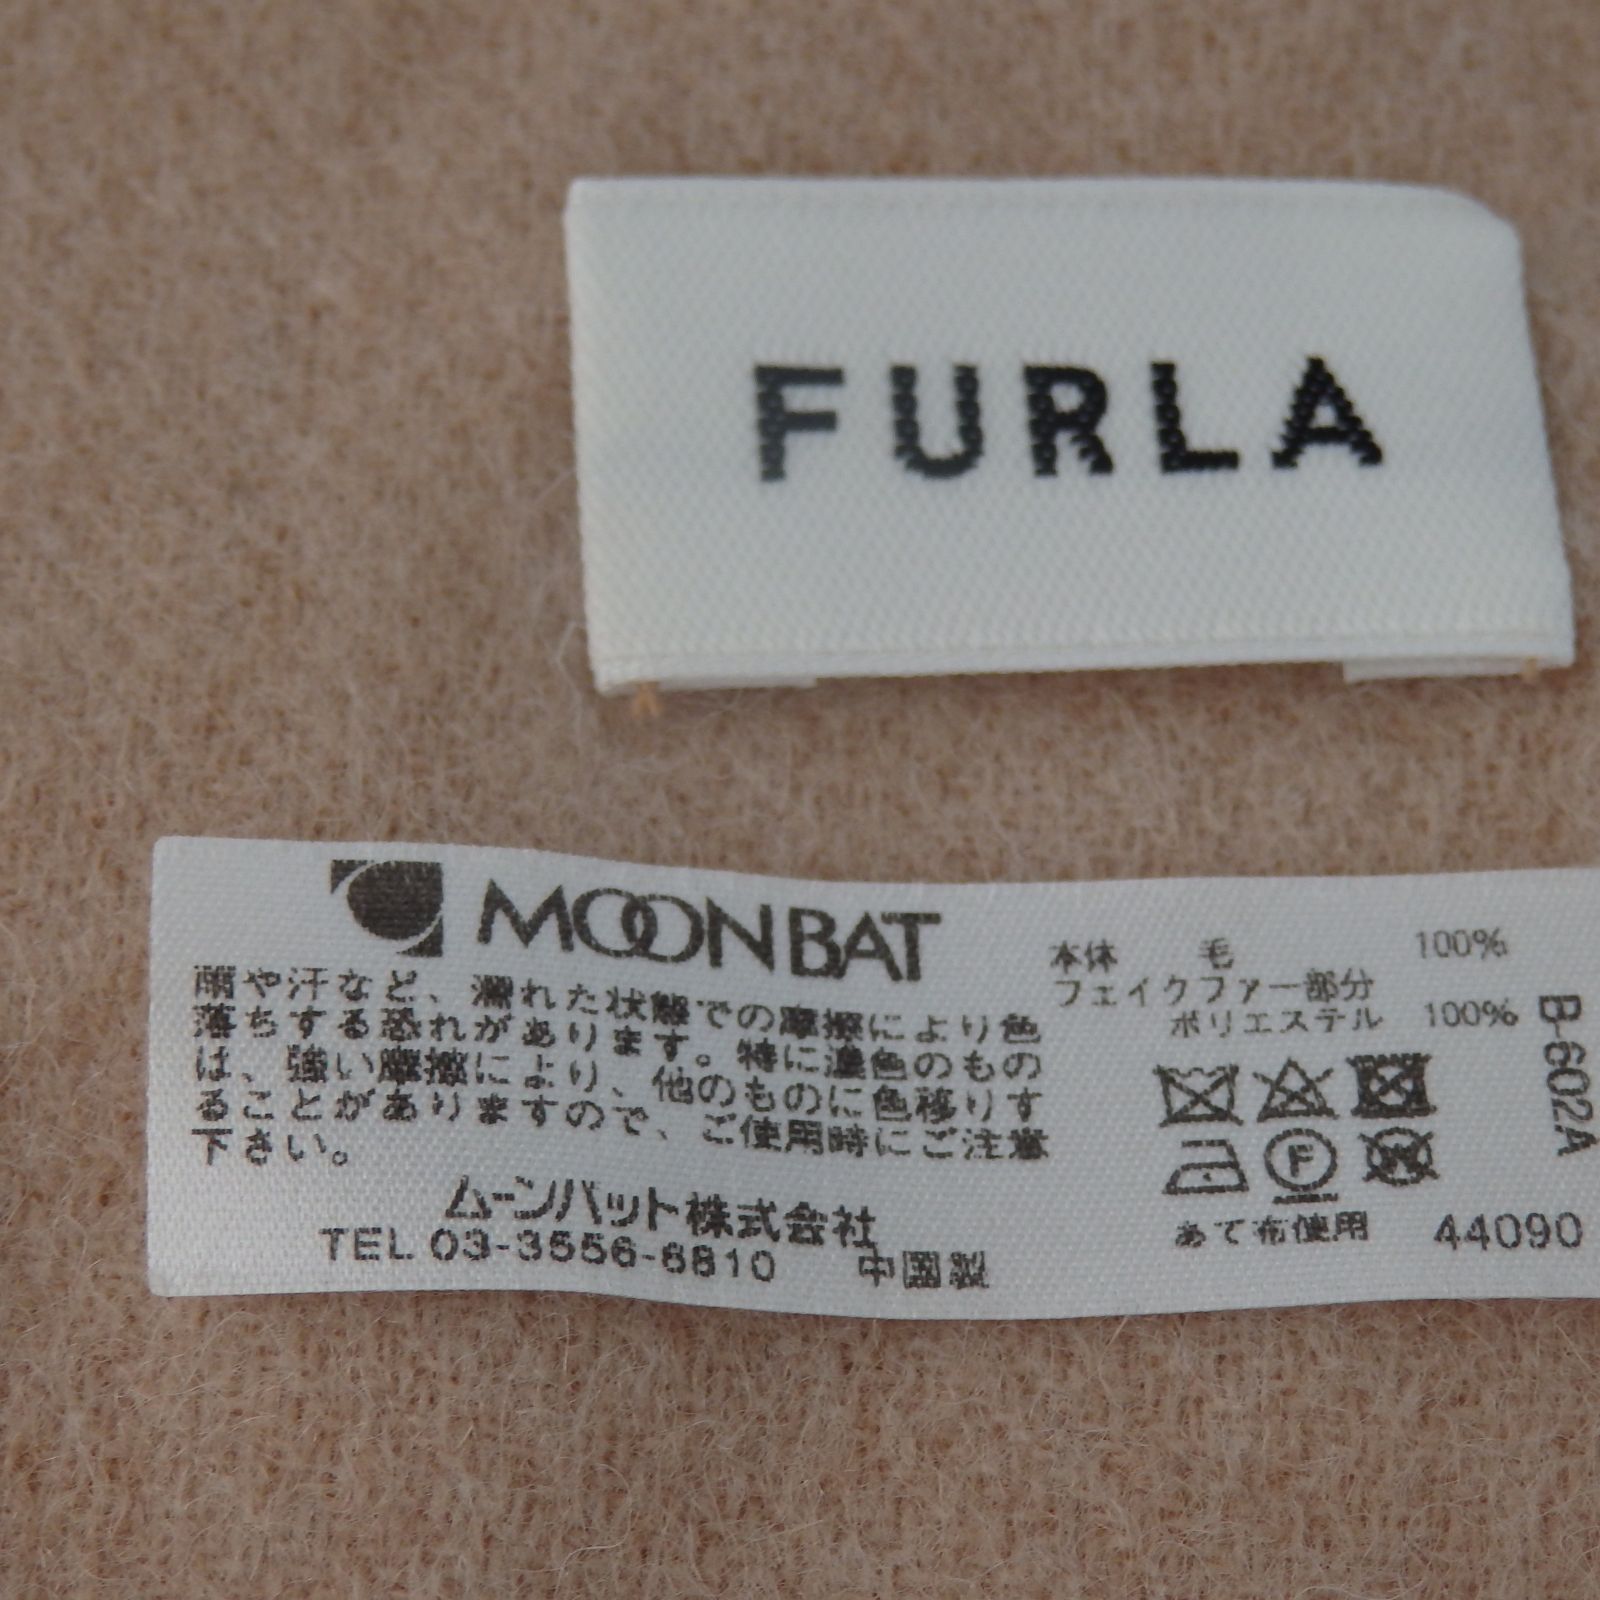 FURLA
MOONBAT
雨や汗など、濡れた状態での摩擦により色
落ちする恐れがあります。特に濃色のもの
は、強い摩擦により、他のものに色移りす
ることがありますので、ご使用時にご注意
下さい。
ムーンバット株式会社
TEL 03-3556-6810 中国製
本体 毛 100%
フェイクファー部分
ポリエステル 100%
F
W
あて布使用
44090
B-602A